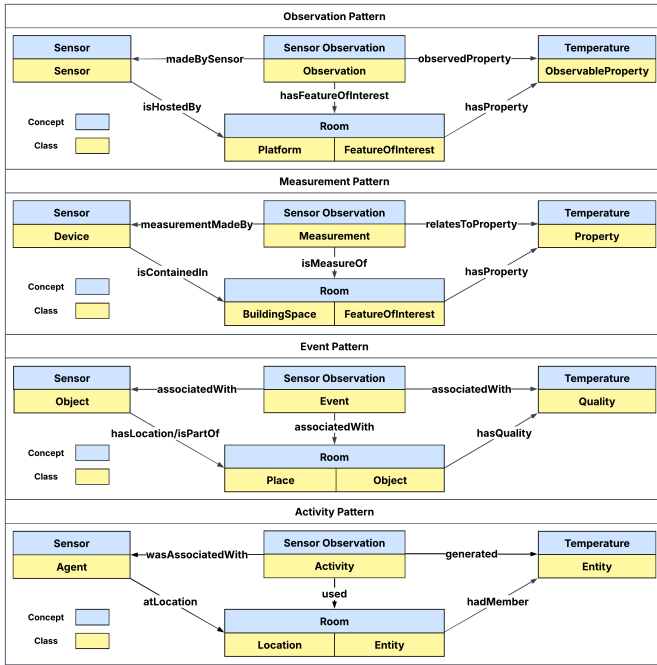 Observation Pattern
Sensor
Sensor Observation
Temperature
Sensor
madeBySensor
Observation
observedProperty
ObservableProperty
hasFeatureOfInterest
isHostedBy
hasProperty
Concept
Room
Class
Platform
FeatureOfInterest
Measurement Pattern
Sensor
Sensor Observation
Temperature
measurementMadeBy
relatesToProperty
Device
Measurement
Property
isMeasureOf
isContainedIn
hasProperty
Concept
Room
Class
BuildingSpace
FeatureOfInterest
Event Pattern
Sensor
Sensor Observation
Temperature
associatedWith
associatedWith
Object
Event
Quality
associatedWith
hasLocation/isPartOf
hasQuality
Concept
Room
Class
Place
Object
Activity Pattern
Sensor
Sensor Observation
Temperature
wasAssociatedWith
generated
Agent
Activity
Entity
used
atLocation
hadMember
Concept
Room
Class
Location
Entity